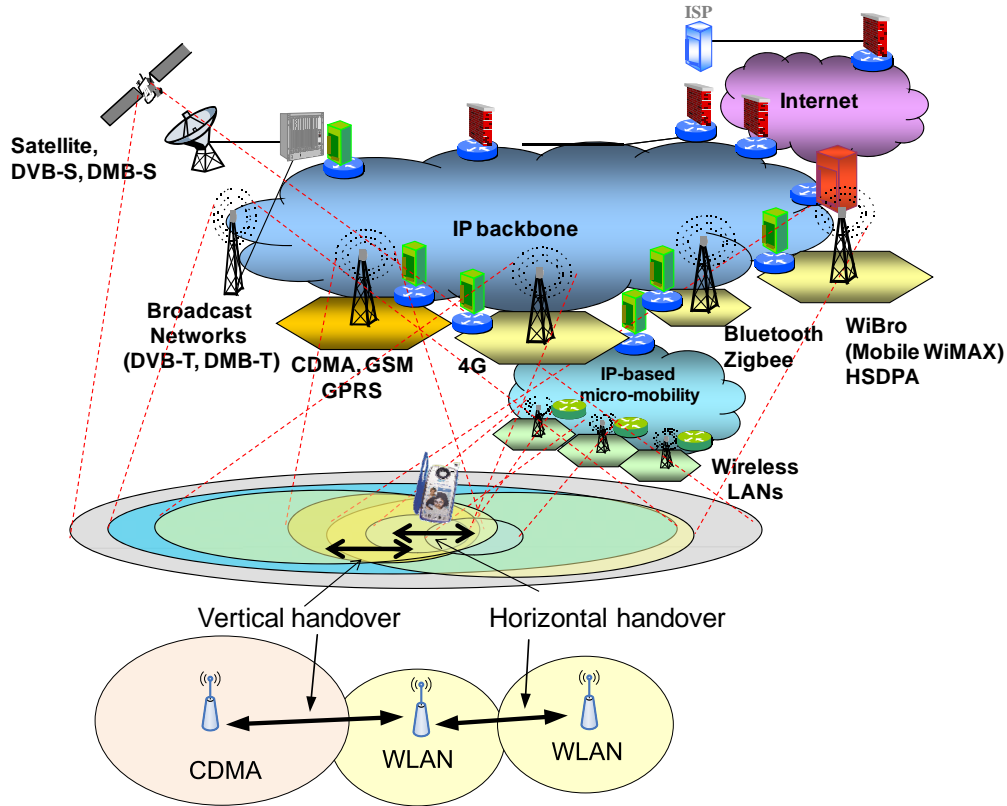 ISP
Internet
Satellite,
DVB-S, DMB-S
IP backbone
Broadcast
Networks
(DVB-T, DMB-T)
CDMA, GSM
GPRS
4G
Bluetooth
Zigbee
WiBro
(Mobile WiMAX)
HSDPA
IP-based
micro-mobility
Wireless
LANs
Vertical handover
Horizontal handover
CDMA
WLAN
WLAN